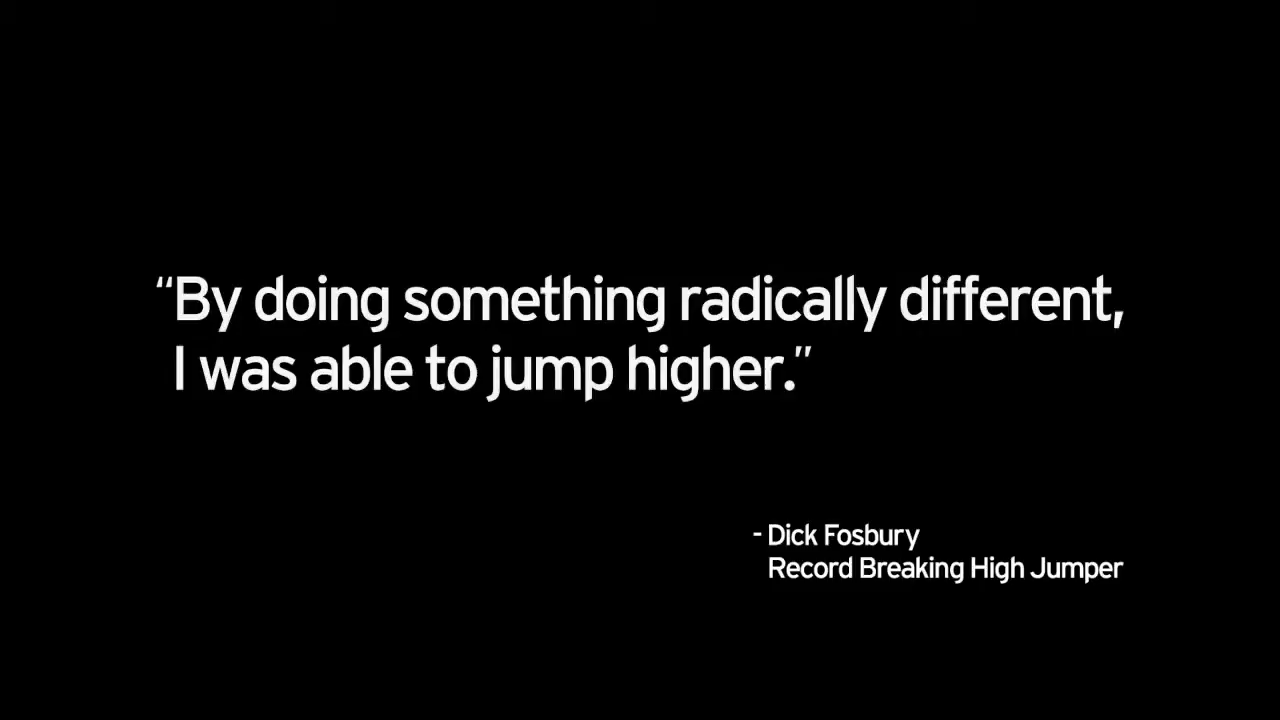 “By doing something radically different,
I was able to jump higher.”
- Dick Fosbury
Record Breaking High Jumper